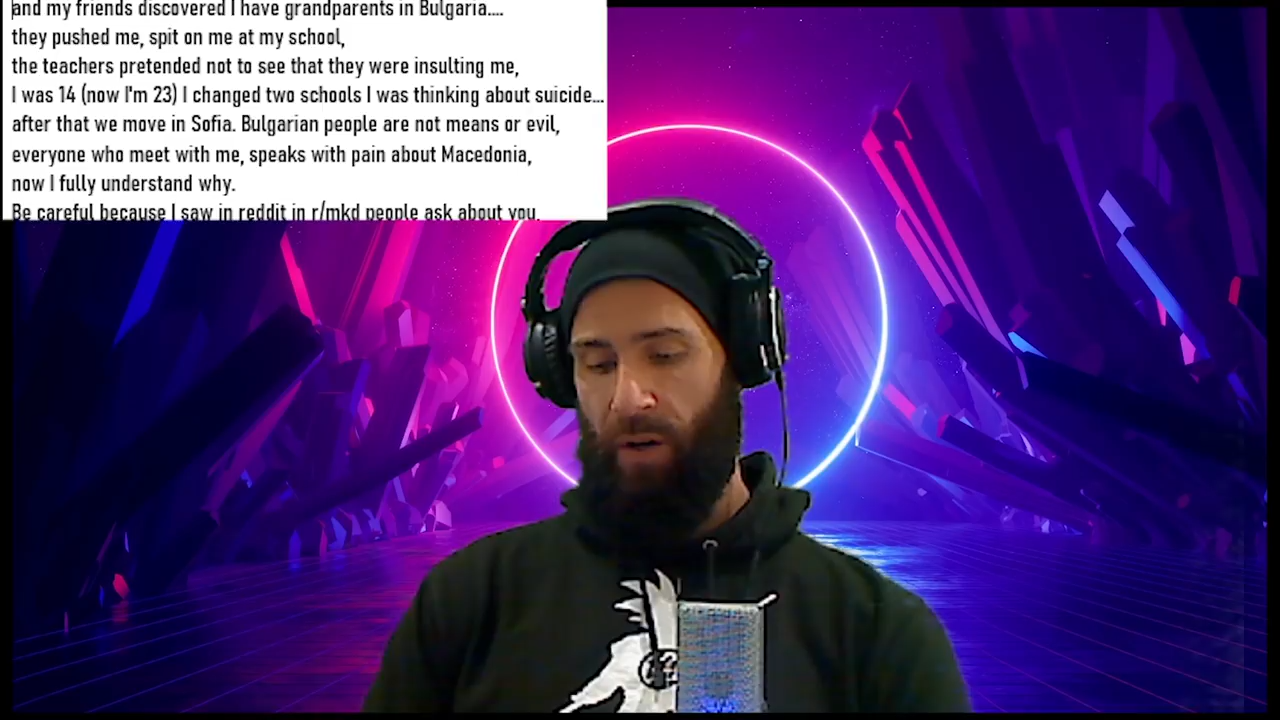 and my friends discovered I have grandparents in Bulgaria....
they pushed me, spit on me at my school,
the teachers pretended not to see that they were insulting me,
I was 14 (now I'm 23) I changed two schools I was thinking about suicide...
after that we move in Sofia. Bulgarian people are not means or evil,
everyone who meet with me, speaks with pain about Macedonia,
now I fully understand why.
Be careful because I saw in reddit in r/mkd people ask about you,